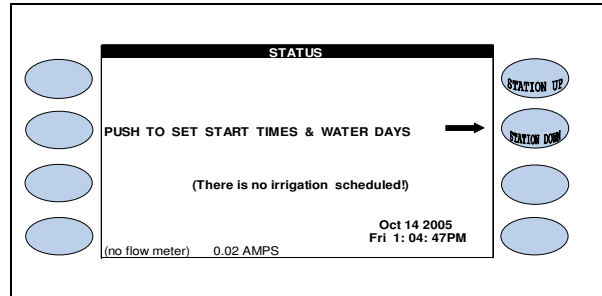 STATUS
STATION UP
PUSH TO SET START TIMES & WATER DAYS
STATION DOWN
(There is no irrigation scheduled!)
Oct 14 2005
Fri 1: 04: 47PM
(no flow meter) 0.02 AMPS